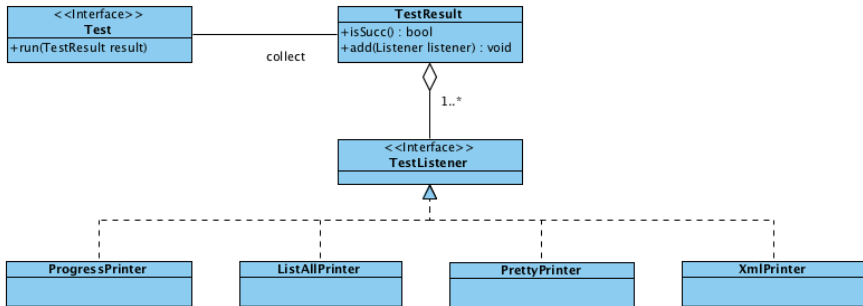 <<Interface>>
Test
+run(TestResult result)
TestResult
+isSucc() : bool
+add(Listener listener) : void
collect
1..*
<<Interface>>
TestListener
ProgressPrinter
ListAllPrinter
PrettyPrinter
XmlPrinter